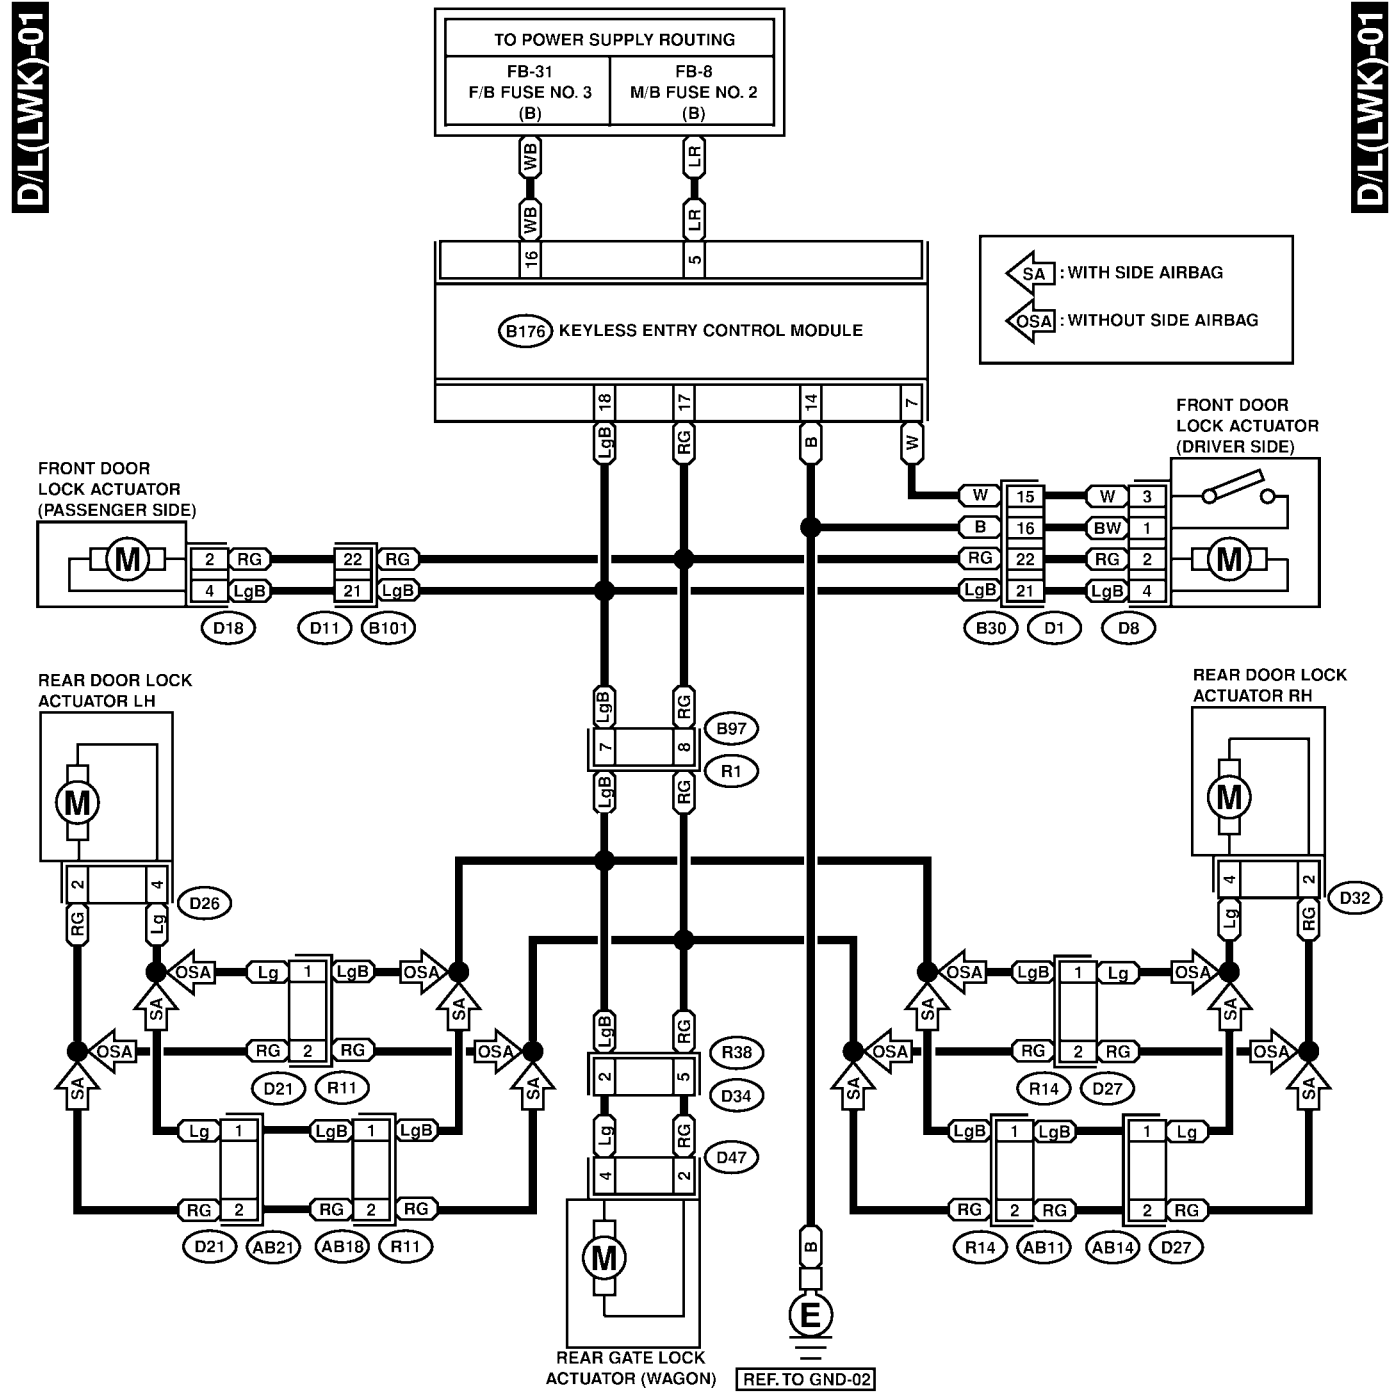 D/L(LWK)-01
D/L(LWK)-01
TO POWER SUPPLY ROUTING
FB-31
F/B FUSE NO. 3
(B)
FB-8
M/B FUSE NO. 2
(B)
WB
LR
WB
LR
16
5
B176 KEYLESS ENTRY CONTROL MODULE
SA : WITH SIDE AIRBAG
OSA : WITHOUT SIDE AIRBAG
18
17
14
7
LgB
RG
B
W
FRONT DOOR
LOCK ACTUATOR
(DRIVER SIDE)
W 15 W 3
B 16 BW 1
RG 22 RG 2
LgB 21 LgB 4
M
B30 D1 D8
FRONT DOOR
LOCK ACTUATOR
(PASSENGER SIDE)
M
2 RG 22 RG
4 LgB 21 LgB
D18 D11 B101
REAR DOOR LOCK
ACTUATOR LH
M
2 4
D26
RG Lg
LgB RG
7 8
B97
R1
LgB RG
REAR DOOR LOCK
ACTUATOR RH
M
4 2
D32
Lg RG
OSA Lg 1 LgB OSA
SA SA
OSA RG 2 RG OSA
SA SA
D21 R11
Lg 1 LgB 1 LgB
RG 2 RG 2 RG
D21 AB21 AB18 R11
LgB RG
R38
2 5
D34
Lg RG
D47
4 2
M
REAR GATE LOCK
ACTUATOR (WAGON)
OSA LgB 1 Lg OSA
SA SA
OSA RG 2 RG OSA
SA SA
R14 D27
LgB 1 LgB 1 Lg
RG 2 RG 2 RG
R14 AB11 AB14 D27
B
E
REF. TO GND-02